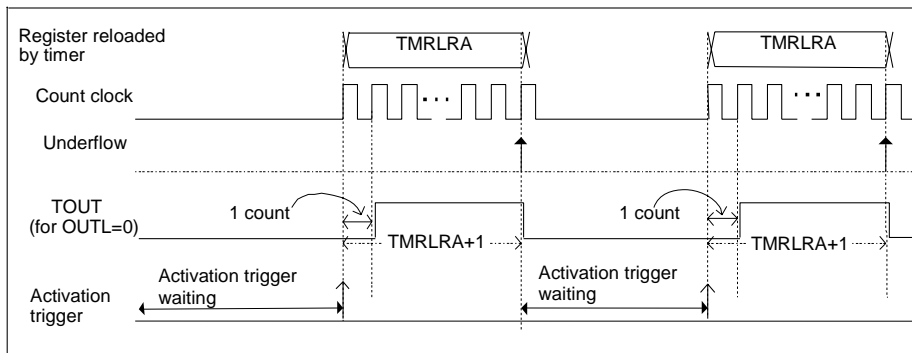 Register reloaded
by timer
TMRLRA
TMRLRA
Count clock
Underflow
TOUT
(for OUTL=0)
1 count
1 count
TMRLRA+1
TMRLRA+1
Activation trigger
waiting
Activation trigger
waiting
Activation
trigger